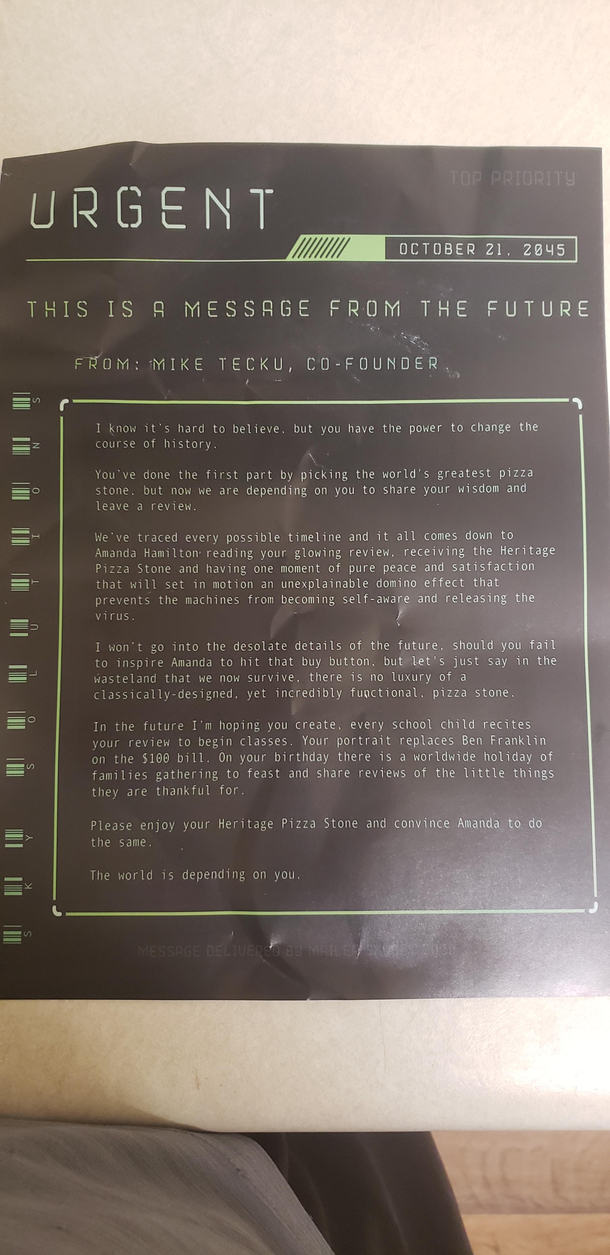 TOP PRIORITY
URGENT
OCTOBER 21, 2045
THIS IS A MESSAGE FROM THE FUTURE
FROM: MIKE TECKU, CO-FOUNDER
I know it's hard to believe, but you have the power to change the
course of history.
You've done the first part by picking the world's greatest pizza
stone, but now we are depending on you to share your wisdom and
leave a review.
We've traced every possible timeline and it all comes down to
Amanda Hamilton reading your glowing review, receiving the Heritage
Pizza Stone and having one moment of pure peace and satisfaction
that will set in motion an unexplainable domino effect that
prevents the machines from becoming self-aware and releasing the
virus.
I won't go into the desolate details of the future, should you fail
to inspire Amanda to hit that buy button, but let's just say in the
wasteland that we now survive, there is no luxury of a
classically-designed, yet incredibly functional, pizza stone.
In the future I'm hoping you create, every school child recites
your review to begin classes. Your portrait replaces Ben Franklin
on the $100 bill. On your birthday there is a worldwide holiday of
families gathering to feast and share reviews of the little things
they are thankful for.
Please enjoy your Heritage Pizza Stone and convince Amanda to do
the same.
The world is depending on you.
MESSAGE DELIVERED BY
SKY SOLUTIONS